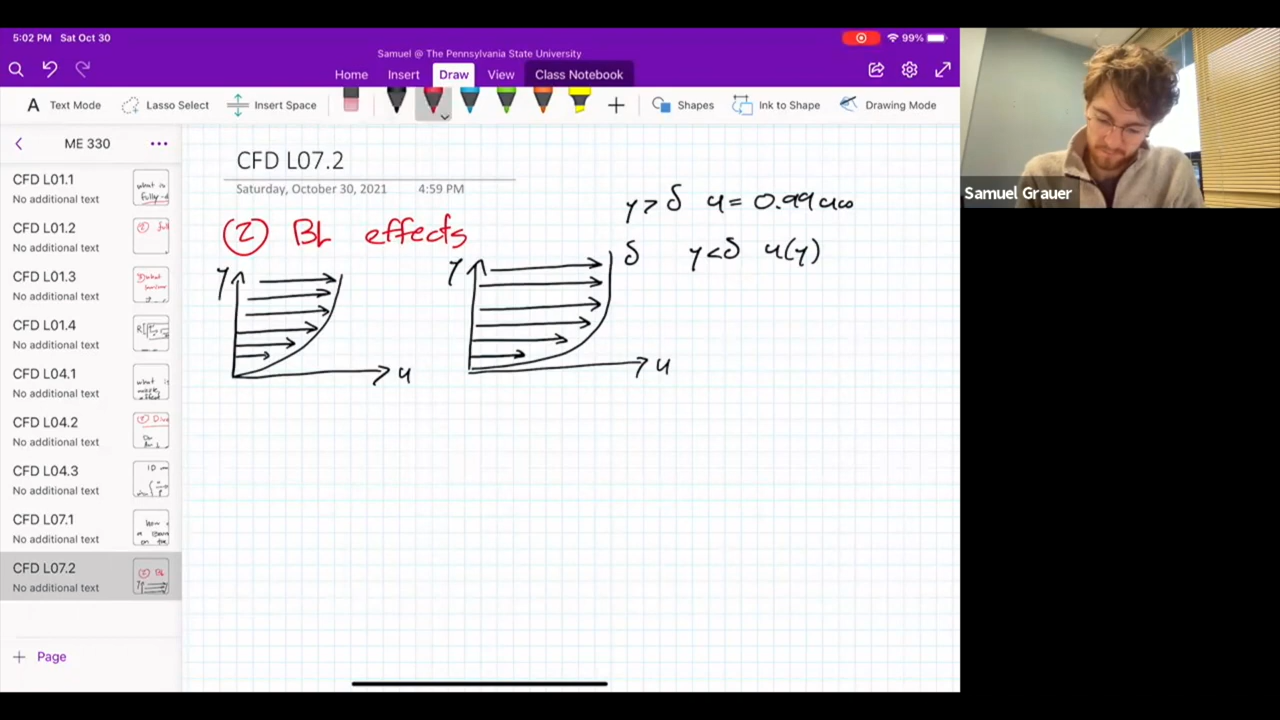 5:02 PM Sat Oct 30
99%
Samuel @ The Pennsylvania State University
Home Insert Draw View Class Notebook
A Text Mode Lasso Select Insert Space Shapes Ink to Shape Drawing Mode
ME 330
CFD L01.1
No additional text
CFD L01.2
No additional text
CFD L01.3
No additional text
CFD L01.4
No additional text
CFD L04.1
No additional text
CFD L04.2
No additional text
CFD L04.3
No additional text
CFD L07.1
No additional text
CFD L07.2
No additional text
Page
CFD L07.2
Saturday, October 30, 2021 4:59 PM
② BL effects
y > δ u = 0.99u∞
δ y < δ u(y)
y
u
y
u
Samuel Grauer